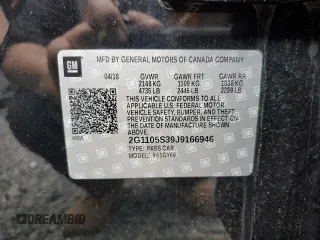 GM
MFD BY GENERAL MOTORS OF CANADA COMPANY
04/18 GVWR GAWR FRT GAWR RR
2148 KG 1109 KG 1038 KG
4735 LB 2446 LB 2289 LB
THIS VEHICLE CONFORMS TO ALL
APPLICABLE U.S. FEDERAL MOTOR
VEHICLE SAFETY, BUMPER, AND
THEFT PREVENTION STANDARDS IN
EFFECT ON THE DATE OF
MANUFACTURE SHOWN ABOVE.
2G1105S39J9166946
TYPE: PASS CAR
MODEL:
© DREAMBID